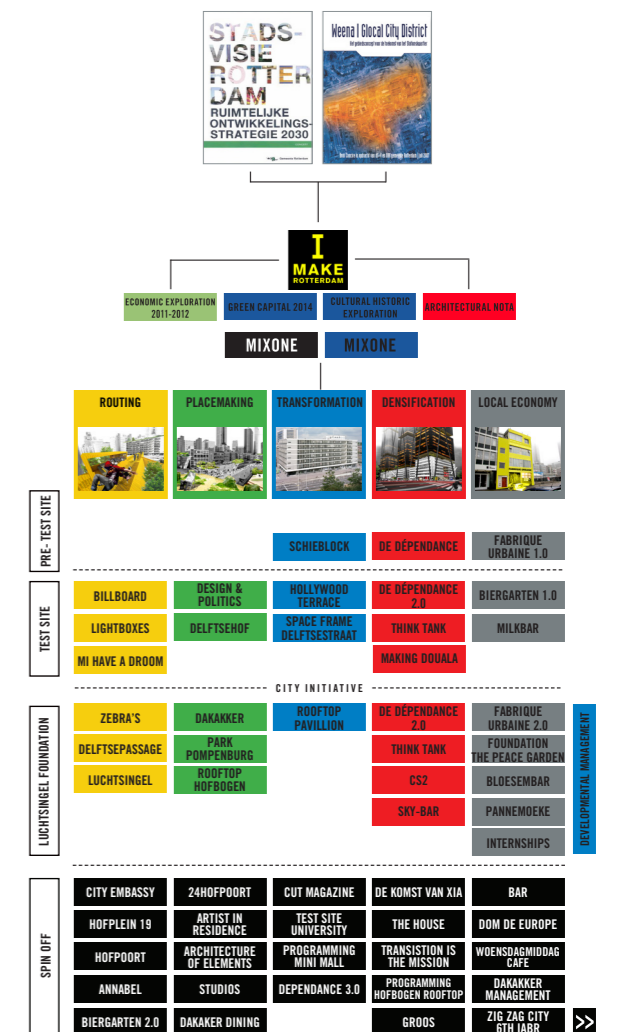 STADS-
VISIE
ROTTER
DAM
RUIMTELIJKE
ONTWIKKELINGS-
STRATEGIE 2030
Weena | Glocal City District
I
MAKE
ROTTERDAM
ECONOMIC EXPLORATION
2011-2012
GREEN CAPITAL 2014
CULTURAL HISTORIC
EXPLORATION
ARCHITECTURAL NOTA
MIXONE
MIXONE
ROUTING
PLACEMAKING
TRANSFORMATION
DENSIFICATION
LOCAL ECONOMY
PRE- TEST SITE
SCHIEBLOCK
DE DÉPENDANCE
FABRIQUE
URBAINE 1.0
TEST SITE
BILLBOARD
DESIGN &
POLITICS
HOLLYWOOD
TERRACE
DE DÉPENDANCE
2.0
BIERGARTEN 1.0
LIGHTBOXES
DELFTSEHOF
SPACE FRAME
DELFTSESTRAAT
THINK TANK
MILKBAR
MI HAVE A DROOM
MAKING DOUALA
CITY INITIATIVE
LUCHTSINGEL FOUNDATION
ZEBRA'S
DAKAKKER
ROOFTOP
PAVILLION
DE DÉPENDANCE
2.0
FABRIQUE
URBAINE 2.0
DELFTSEPASSAGE
PARK
POMPENBURG
THINK TANK
FOUNDATION
THE PEACE GARDEN
LUCHTSINGEL
ROOFTOP
HOFBOGEN
CS2
BLOESEMBAR
SKY-BAR
PANNEMOEKE
INTERNSHIPS
DEVELOPMENTAL MANAGEMENT
SPIN OFF
CITY EMBASSY
24HOFPOORT
CUT MAGAZINE
DE KOMST VAN XIA
BAR
HOFPLEIN 19
ARTIST IN
RESIDENCE
TEST SITE
UNIVERSITY
THE HOUSE
DOM DE EUROPE
HOFPOORT
ARCHITECTURE
OF ELEMENTS
PROGRAMMING
MINI MALL
TRANSISTION IS
THE MISSION
WOENSDAGMIDDAG
CAFE
ANNABEL
STUDIOS
DEPENDANCE 3.0
PROGRAMMING
HOFBOGEN ROOFTOP
DAKAKKER
MANAGEMENT
BIERGARTEN 2.0
DAKAKER DINING
GROOS
ZIG ZAG CITY
6TH IABR
>>